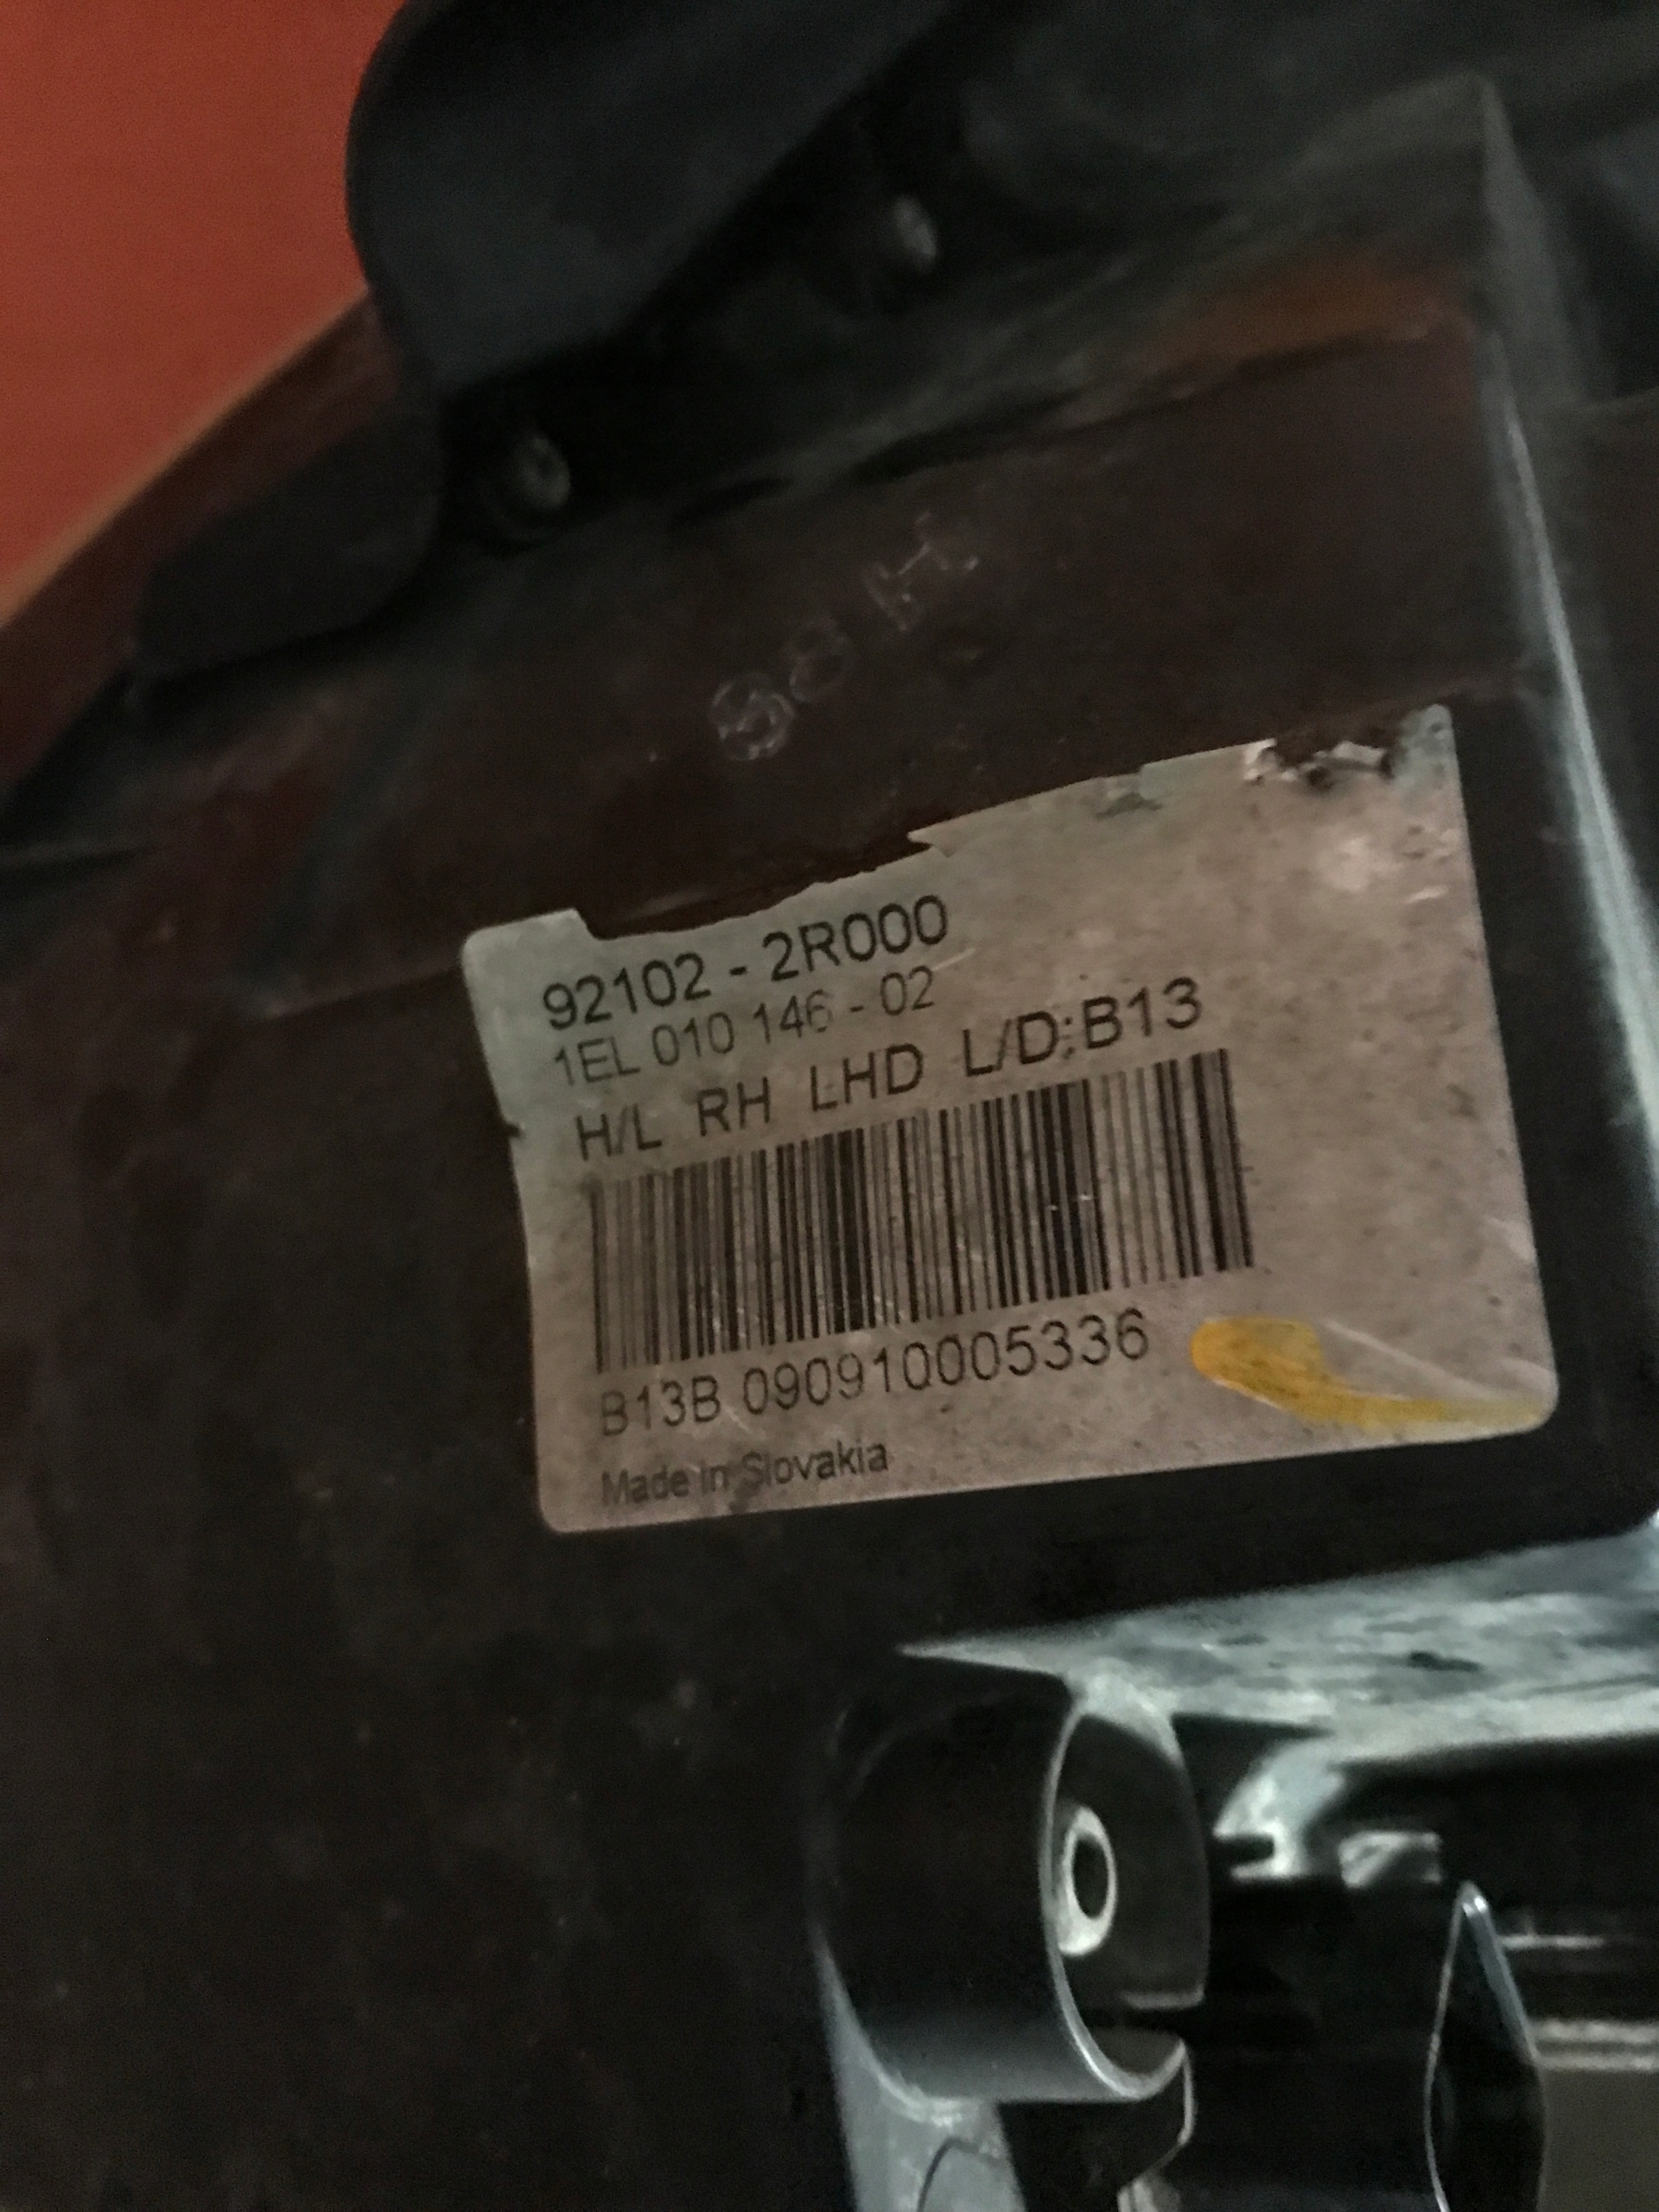 92102 - 2R000
1EL 010 146 - 02
H/L RH LHD L/D:B13
B13B 090910005336
Made in Slovakia